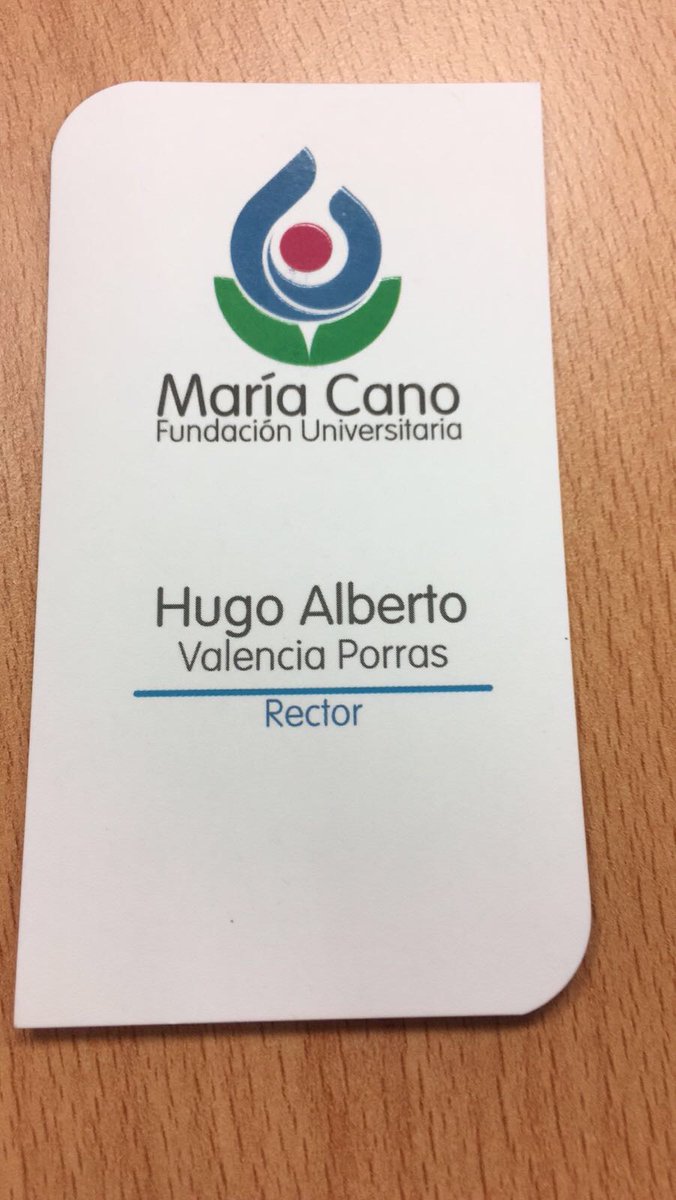 María Cano
Fundación Universitaria
Hugo Alberto
Valencia Porras
Rector